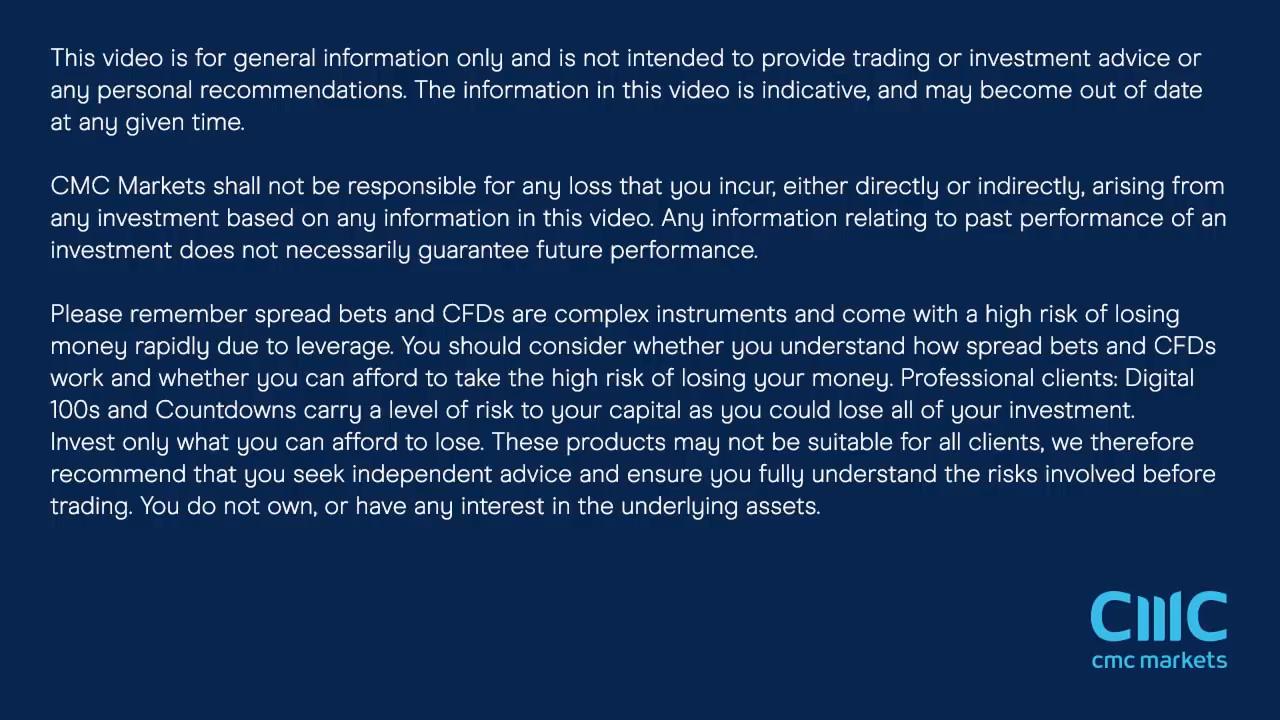 This video is for general information only and is not intended to provide trading or investment advice or
any personal recommendations. The information in this video is indicative, and may become out of date
at any given time.
CMC Markets shall not be responsible for any loss that you incur, either directly or indirectly, arising from
any investment based on any information in this video. Any information relating to past performance of an
investment does not necessarily guarantee future performance.
Please remember spread bets and CFDs are complex instruments and come with a high risk of losing
money rapidly due to leverage. You should consider whether you understand how spread bets and CFDs
work and whether you can afford to take the high risk of losing your money. Professional clients: Digital
100s and Countdowns carry a level of risk to your capital as you could lose all of your investment.
Invest only what you can afford to lose. These products may not be suitable for all clients, we therefore
recommend that you seek independent advice and ensure you fully understand the risks involved before
trading. You do not own, or have any interest in the underlying assets.
CMC
cmc markets